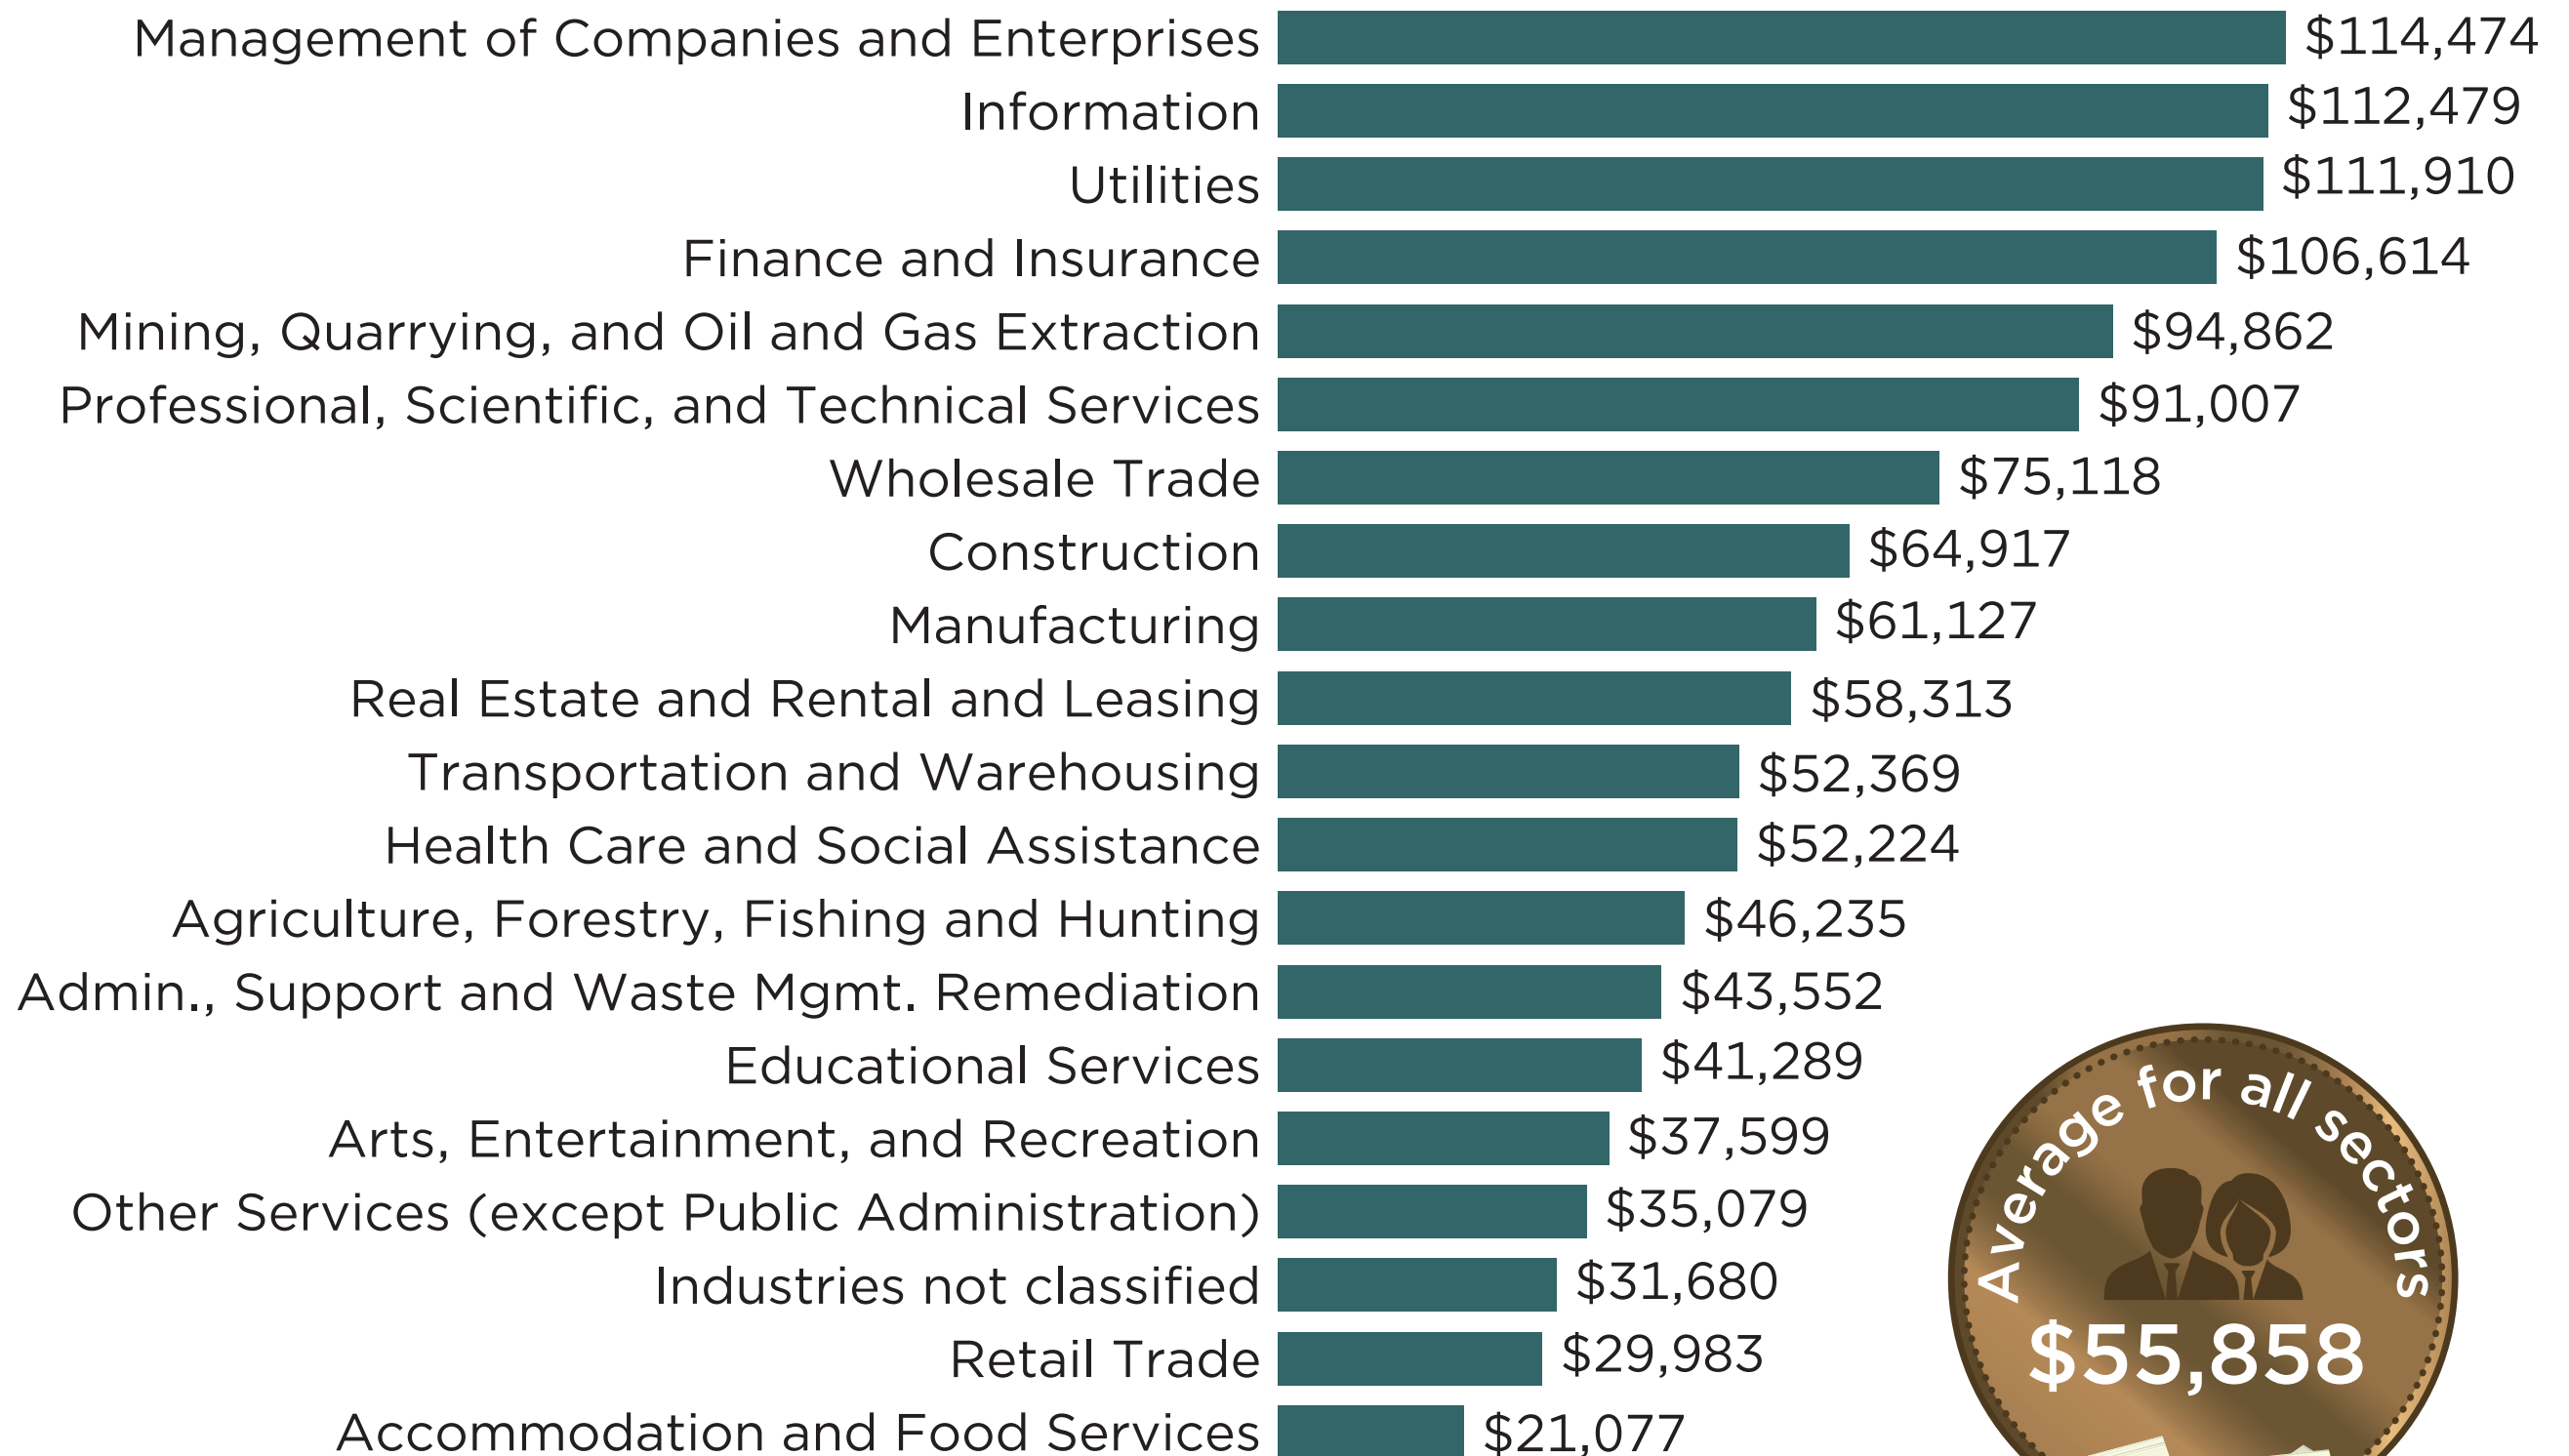 Management of Companies and Enterprises $114,474
Information $112,479
Utilities $111,910
Finance and Insurance $106,614
Mining, Quarrying, and Oil and Gas Extraction $94,862
Professional, Scientific, and Technical Services $91,007
Wholesale Trade $75,118
Construction $64,917
Manufacturing $61,127
Real Estate and Rental and Leasing $58,313
Transportation and Warehousing $52,369
Health Care and Social Assistance $52,224
Agriculture, Forestry, Fishing and Hunting $46,235
Admin., Support and Waste Mgmt. Remediation $43,552
Educational Services $41,289
Arts, Entertainment, and Recreation $37,599
Other Services (except Public Administration) $35,079
Industries not classified $31,680
Retail Trade $29,983
Accommodation and Food Services $21,077
Average for all sectors
$55,858